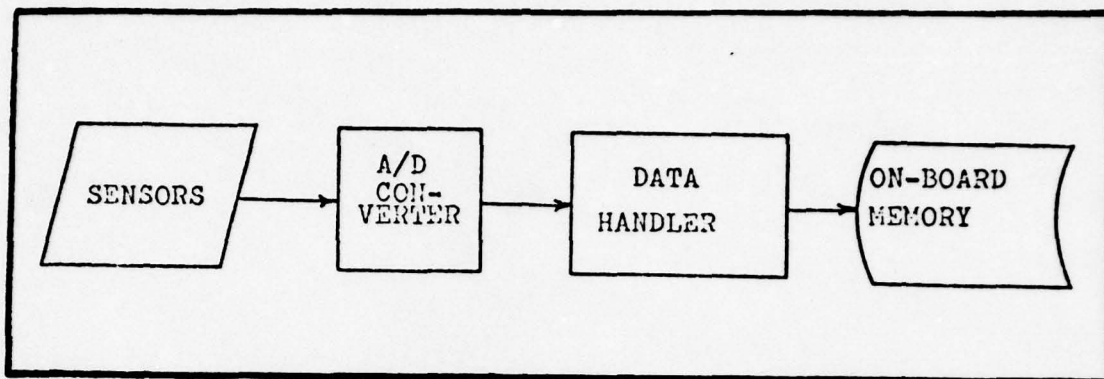 SENSORS
A/D
CON-
VERTER
DATA
HANDLER
ON-BOARD
MEMORY